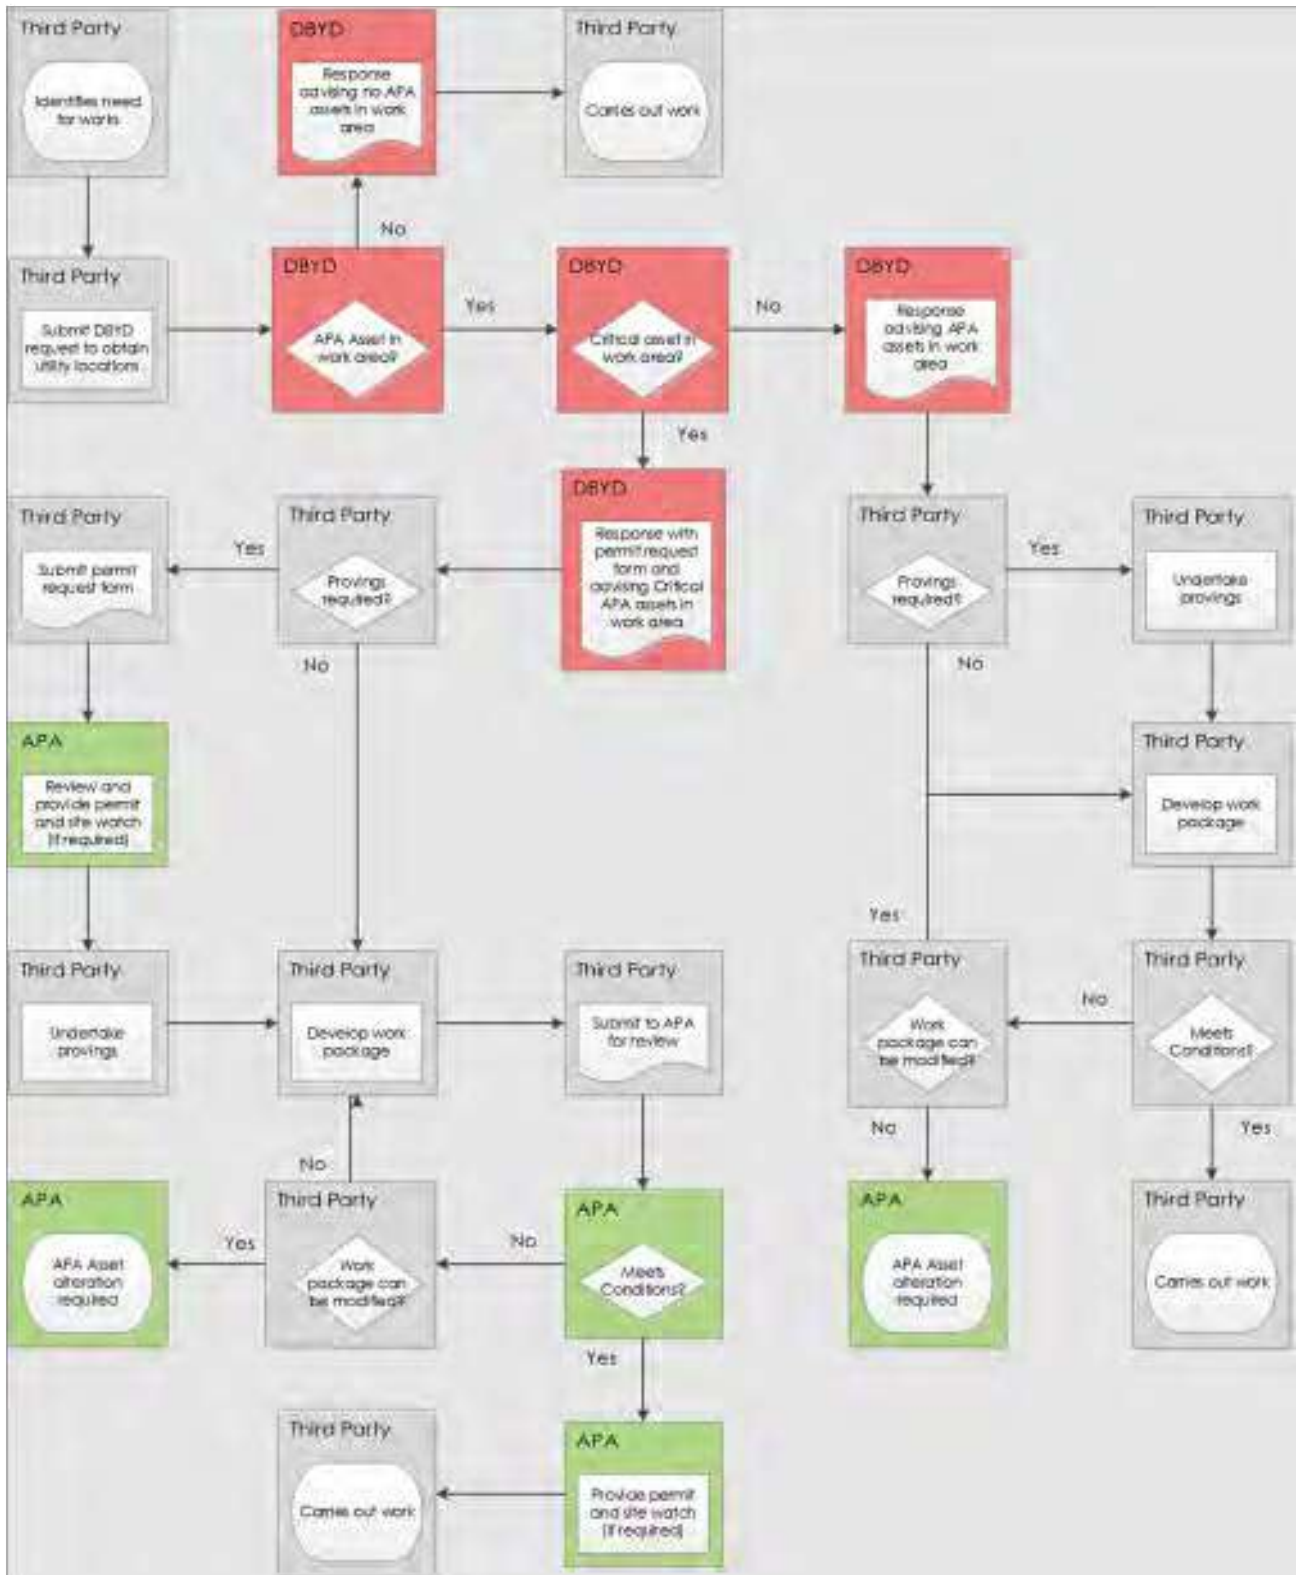 Third Party
Identifies need
for works
DBYD
Response
advising no APA
assets in work
area
Third Party
Carries out work
No
Third Party
Submit DBYD
request to obtain
utility locations
DBYD
APA Asset in
work area?
Yes
DBYD
Critical asset in
work area?
No
DBYD
Response
advising APA
assets in work
area
Yes
Third Party
Submit permit
request form
Yes
Third Party
Provings
required?
DBYD
Response with
permit request
form and
advising Critical
APA assets in
work area
Third Party
Provings
required?
Yes
Third Party
Undertake
provings
No
No
APA
Review and
provide permit
and site watch
(if required)
Third Party
Develop work
package
Yes
Third Party
Undertake
provings
Third Party
Develop work
package
Third Party
Submit to APA
for review
Third Party
Work
package can
be modified?
No
Third Party
Meets
Conditions?
No
No
Yes
APA
APA Asset
alteration
required
Yes
Third Party
Work
package can
be modified?
No
APA
Meets
Conditions?
APA
APA Asset
alteration
required
Third Party
Carries out work
Yes
Third Party
Carries out work
APA
Provide permit
and site watch
(if required)